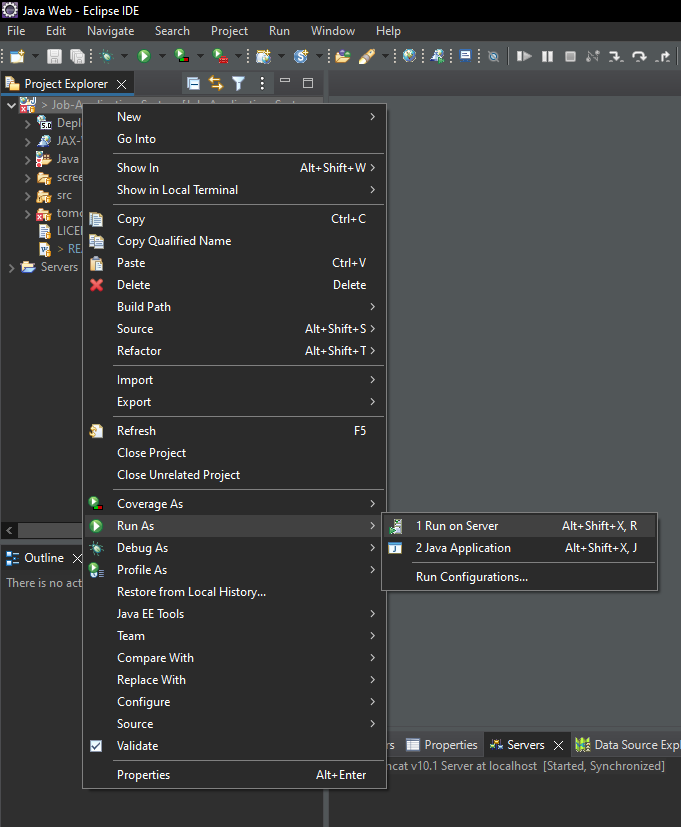 Java Web - Eclipse IDE
File Edit Navigate Search Project Run Window Help
Project Explorer
> Job-A
Deplo
JAX-
Java
scree
src
tomc
LICE
> RE
Servers
New
Go Into
Show In Alt+Shift+W >
Show in Local Terminal
Copy Ctrl+C
Copy Qualified Name
Paste Ctrl+V
Delete Delete
Build Path
Source Alt+Shift+S >
Refactor Alt+Shift+T >
Import
Export
Refresh F5
Close Project
Close Unrelated Project
Coverage As
Run As
1 Run on Server Alt+Shift+X, R
Debug As
2 Java Application Alt+Shift+X, J
Profile As
Run Configurations...
Restore from Local History...
Java EE Tools
Team
Compare With
Replace With
Configure
Source
Validate
Properties Alt+Enter
Outline
There is no act
rs Properties Servers Data Source Expl
cat v10.1 Server at localhost [Started, Synchronized]